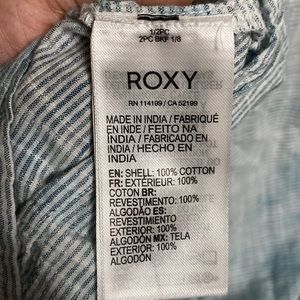 1/2PC
2PC BKF 1/8
ROXY
RN 114199 / CA 52199
MADE IN INDIA / FABRIQUÉ
EN INDE / FEITO NA
ÍNDIA / FABRICADO EN
INDIA / HECHO EN
INDIA
EN: SHELL: 100% COTTON
FR: EXTÉRIEUR: 100%
COTON BR:
REVESTIMENTO: 100%
ALGODÃO ES:
REVESTIMIENTO
EXTERIOR: 100%
ALGODÓN MX: TELA
EXTERIOR: 100%
ALGODÓN